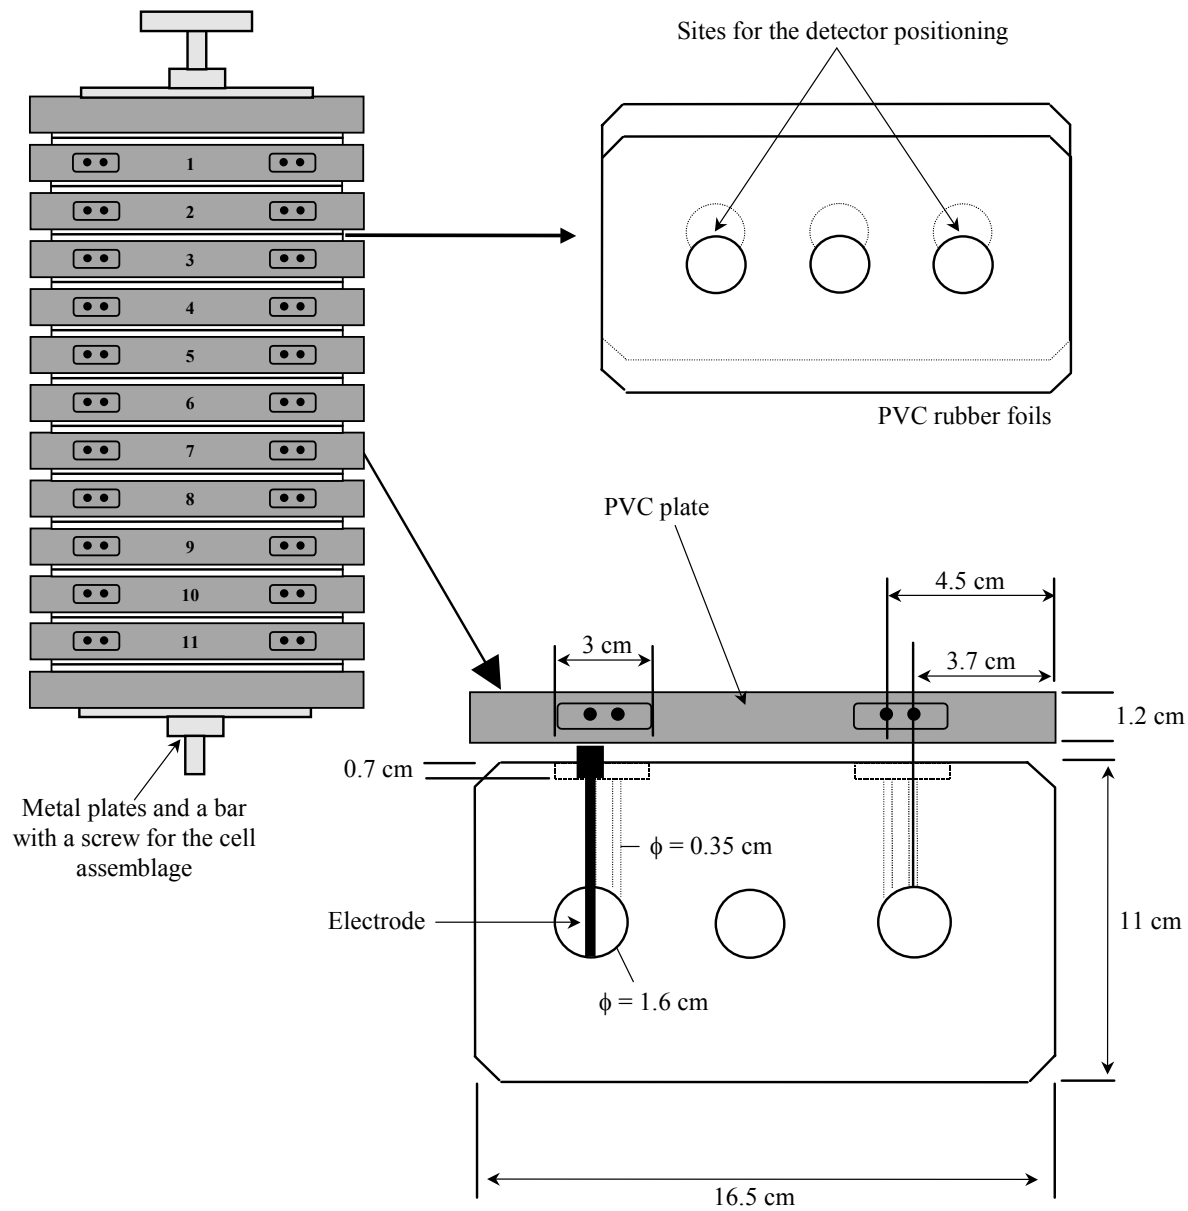 Sites for the detector positioning
1
2
3
4
5
6
7
8
9
10
11
PVC rubber foils
PVC plate
4.5 cm
3 cm
3.7 cm
1.2 cm
0.7 cm
Metal plates and a bar
with a screw for the cell
assemblage
ϕ = 0.35 cm
Electrode
11 cm
ϕ = 1.6 cm
16.5 cm